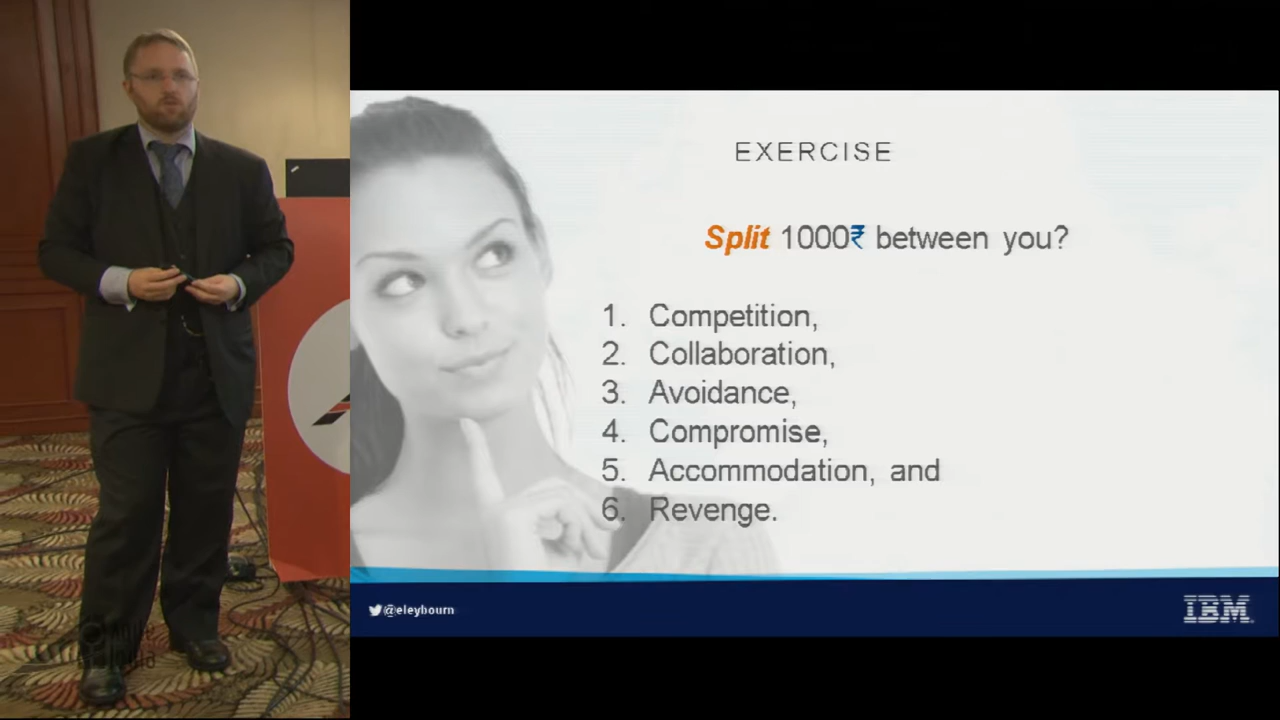 EXERCISE
Split 1000₹ between you?
1. Competition,
2. Collaboration,
3. Avoidance,
4. Compromise,
5. Accommodation, and
6. Revenge.
@eleybourn
IBM